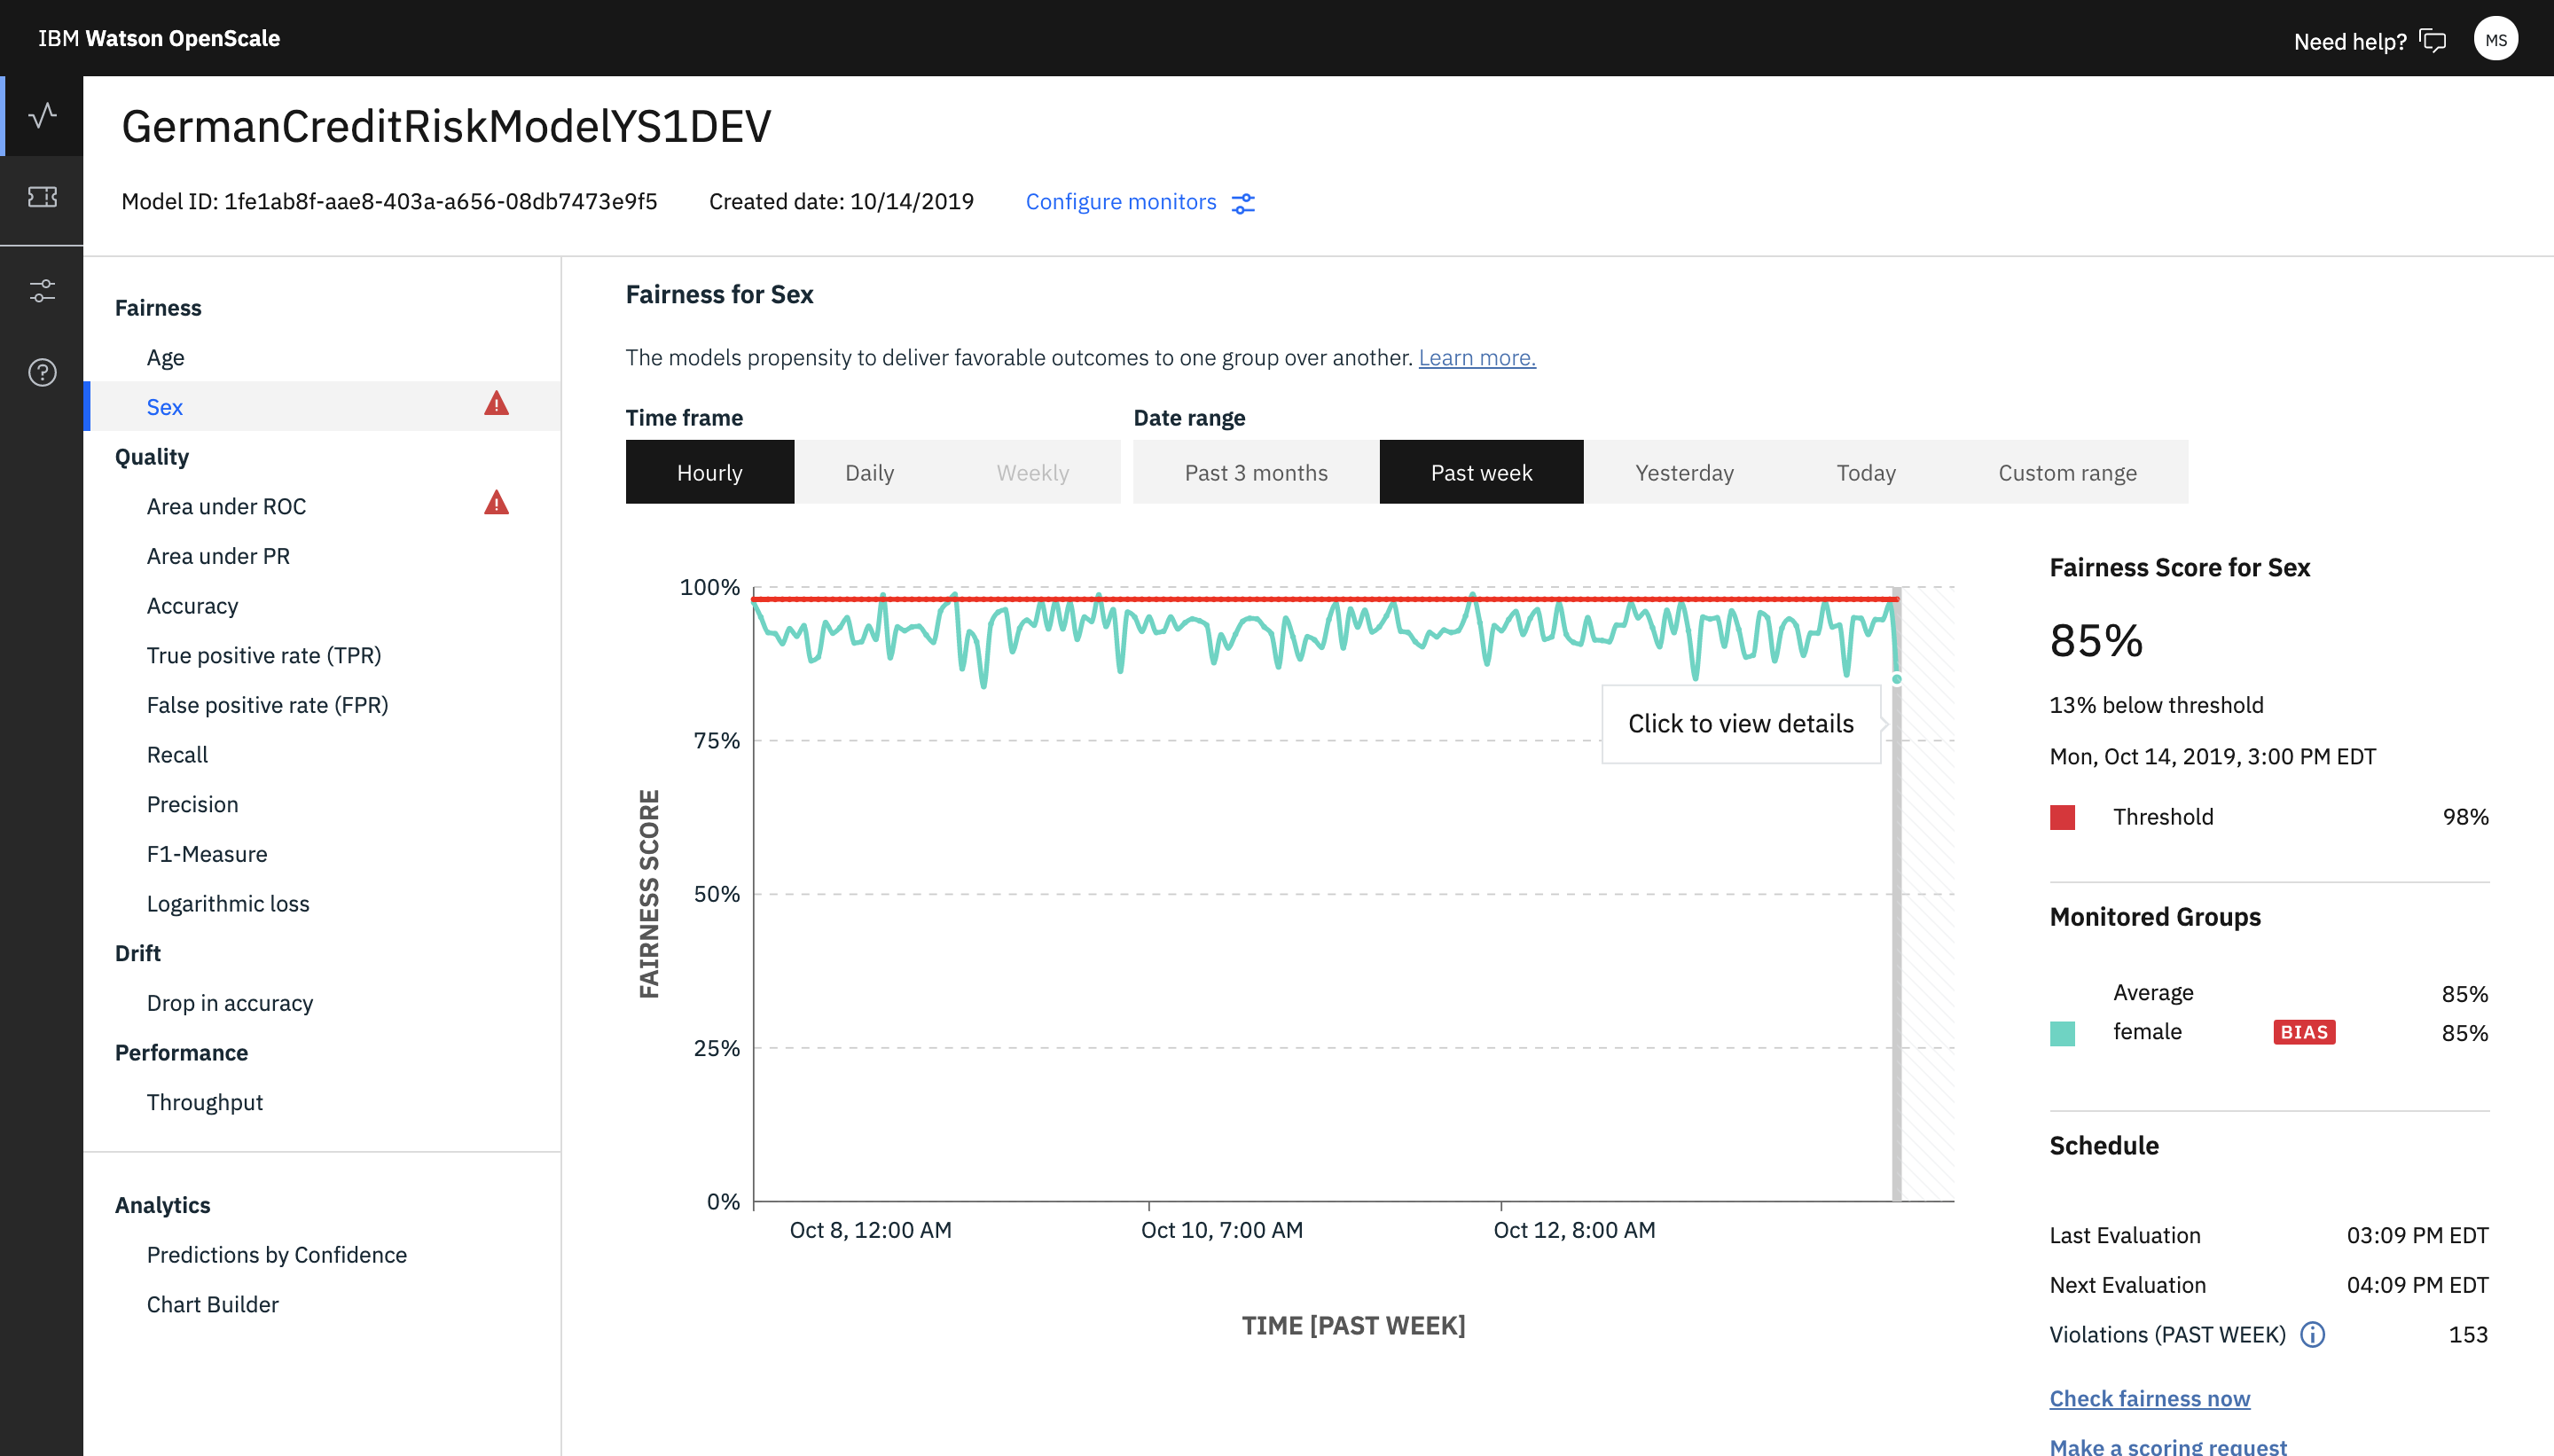 IBM Watson OpenScale
Need help?
MS
GermanCreditRiskModelYS1DEV
Model ID: 1fe1ab8f-aae8-403a-a656-08db7473e9f5
Created date: 10/14/2019
Configure monitors
Fairness
Age
Sex
Quality
Area under ROC
Area under PR
Accuracy
True positive rate (TPR)
False positive rate (FPR)
Recall
Precision
F1-Measure
Logarithmic loss
Drift
Drop in accuracy
Performance
Throughput
Analytics
Predictions by Confidence
Chart Builder
Fairness for Sex
The models propensity to deliver favorable outcomes to one group over another. Learn more.
Time frame
Hourly
Daily
Weekly
Date range
Past 3 months
Past week
Yesterday
Today
Custom range
FAIRNESS SCORE
100%
75%
50%
25%
0%
Click to view details
Oct 8, 12:00 AM
Oct 10, 7:00 AM
Oct 12, 8:00 AM
TIME [PAST WEEK]
Fairness Score for Sex
85%
13% below threshold
Mon, Oct 14, 2019, 3:00 PM EDT
Threshold 98%
Monitored Groups
Average 85%
female BIAS 85%
Schedule
Last Evaluation 03:09 PM EDT
Next Evaluation 04:09 PM EDT
Violations (PAST WEEK) 153
Check fairness now
Make a scoring request